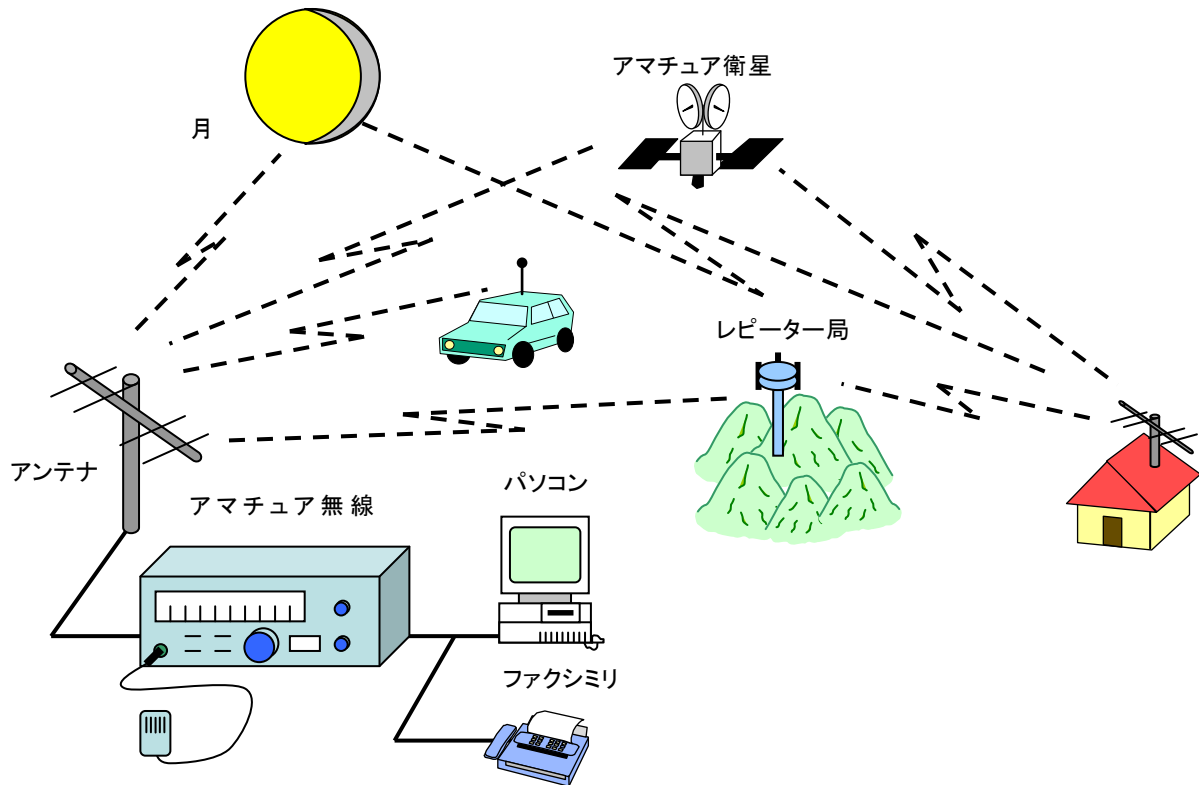 アマチュア衛星
月
レピーター局
アンテナ
パソコン
アマチュア無線
ファクシミリ